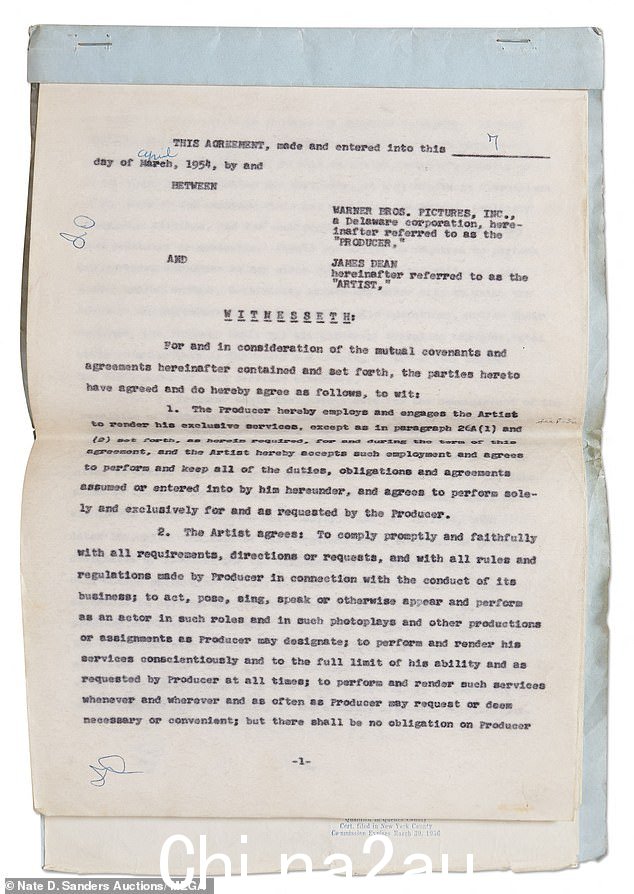 THIS AGREEMENT, made and entered into this 7
april
day of March, 1954, by and
BETWEEN
WARNER BROS. PICTURES, INC.,
a Delaware corporation, here-
inafter referred to as the
"PRODUCER,"
AND
JAMES DEAN
hereinafter referred to as the
"ARTIST,"
WITNESSETH:
For and in consideration of the mutual covenants and
agreements hereinafter contained and set forth, the parties hereto
have agreed and do hereby agree as follows, to wit:
1. The Producer hereby employs and engages the Artist
to render his exclusive services, except as in paragraph 26A(1) and
(2) set forth, as herein required, for and during the term of this
agreement, and the Artist hereby accepts such employment and agrees
to perform and keep all of the duties, obligations and agreements
assumed or entered into by him hereunder, and agrees to perform sole-
ly and exclusively for and as requested by the Producer.
2. The Artist agrees: To comply promptly and faithfully
with all requirements, directions or requests, and with all rules and
regulations made by Producer in connection with the conduct of its
business; to act, pose, sing, speak or otherwise appear and perform
as an actor in such roles and in such photoplays and other productions
or assignments as Producer may designate; to perform and render his
services conscientiously and to the full limit of his ability and as
requested by Producer at all times; to perform and render such services
whenever and wherever and as often as Producer may request or deem
necessary or convenient; but there shall be no obligation on Producer
-1-
Cert. filed in New York County
Commission Expires March 30, 1956
Chi na2au
© Nate D. Sanders Auctions/MEGA